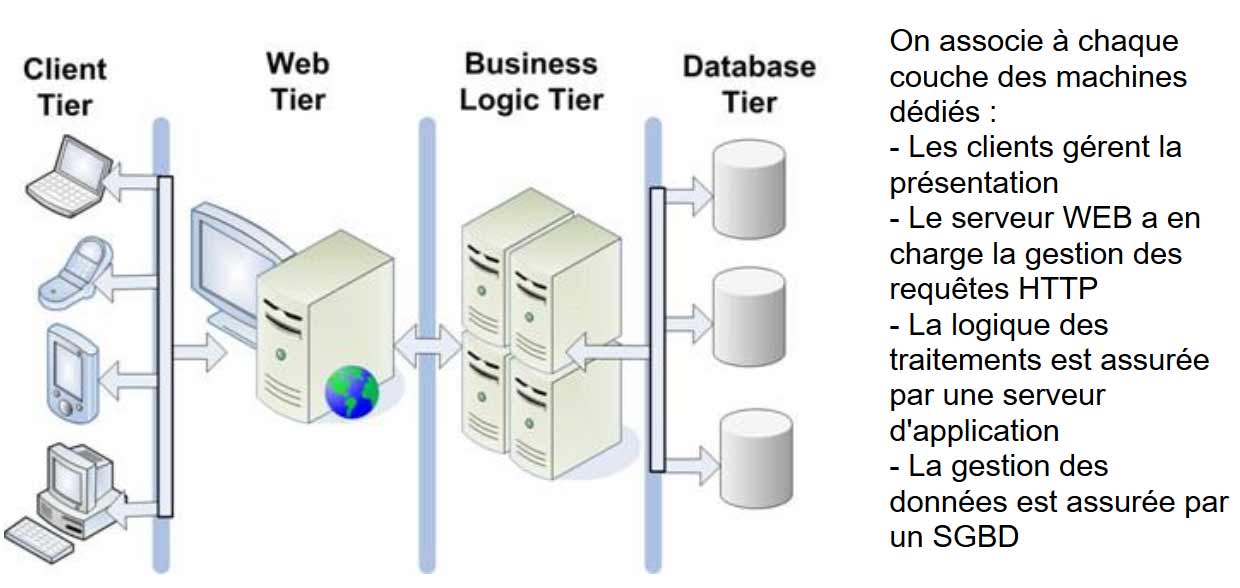 Client
Tier
Web
Tier
Business
Logic Tier
Database
Tier
On associe à chaque
couche des machines
dédiés :
- Les clients gérent la
présentation
- Le serveur WEB a en
charge la gestion des
requêtes HTTP
- La logique des
traitements est assurée
par une serveur
d'application
- La gestion des
données est assurée par
un SGBD